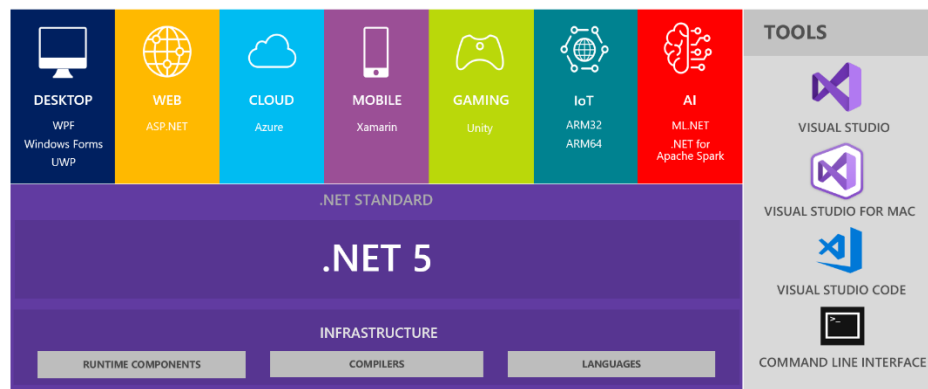 DESKTOP
WPF
Windows Forms
UWP
WEB
ASP.NET
CLOUD
Azure
MOBILE
Xamarin
GAMING
Unity
IoT
ARM32
ARM64
AI
ML.NET
.NET for
Apache Spark
.NET STANDARD
.NET 5
INFRASTRUCTURE
RUNTIME COMPONENTS
COMPILERS
LANGUAGES
TOOLS
VISUAL STUDIO
VISUAL STUDIO FOR MAC
VISUAL STUDIO CODE
>_
COMMAND LINE INTERFACE